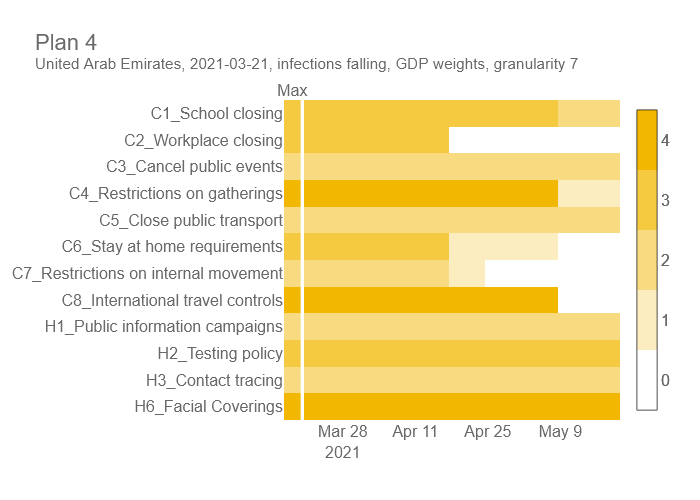 Plan 4
United Arab Emirates, 2021-03-21, infections falling, GDP weights, granularity 7
Max
C1_School closing
C2_Workplace closing
C3_Cancel public events
C4_Restrictions on gatherings
C5_Close public transport
C6_Stay at home requirements
C7_Restrictions on internal movement
C8_International travel controls
H1_Public information campaigns
H2_Testing policy
H3_Contact tracing
H6_Facial Coverings
4
3
2
1
0
Mar 28 Apr 11 Apr 25 May 9
2021